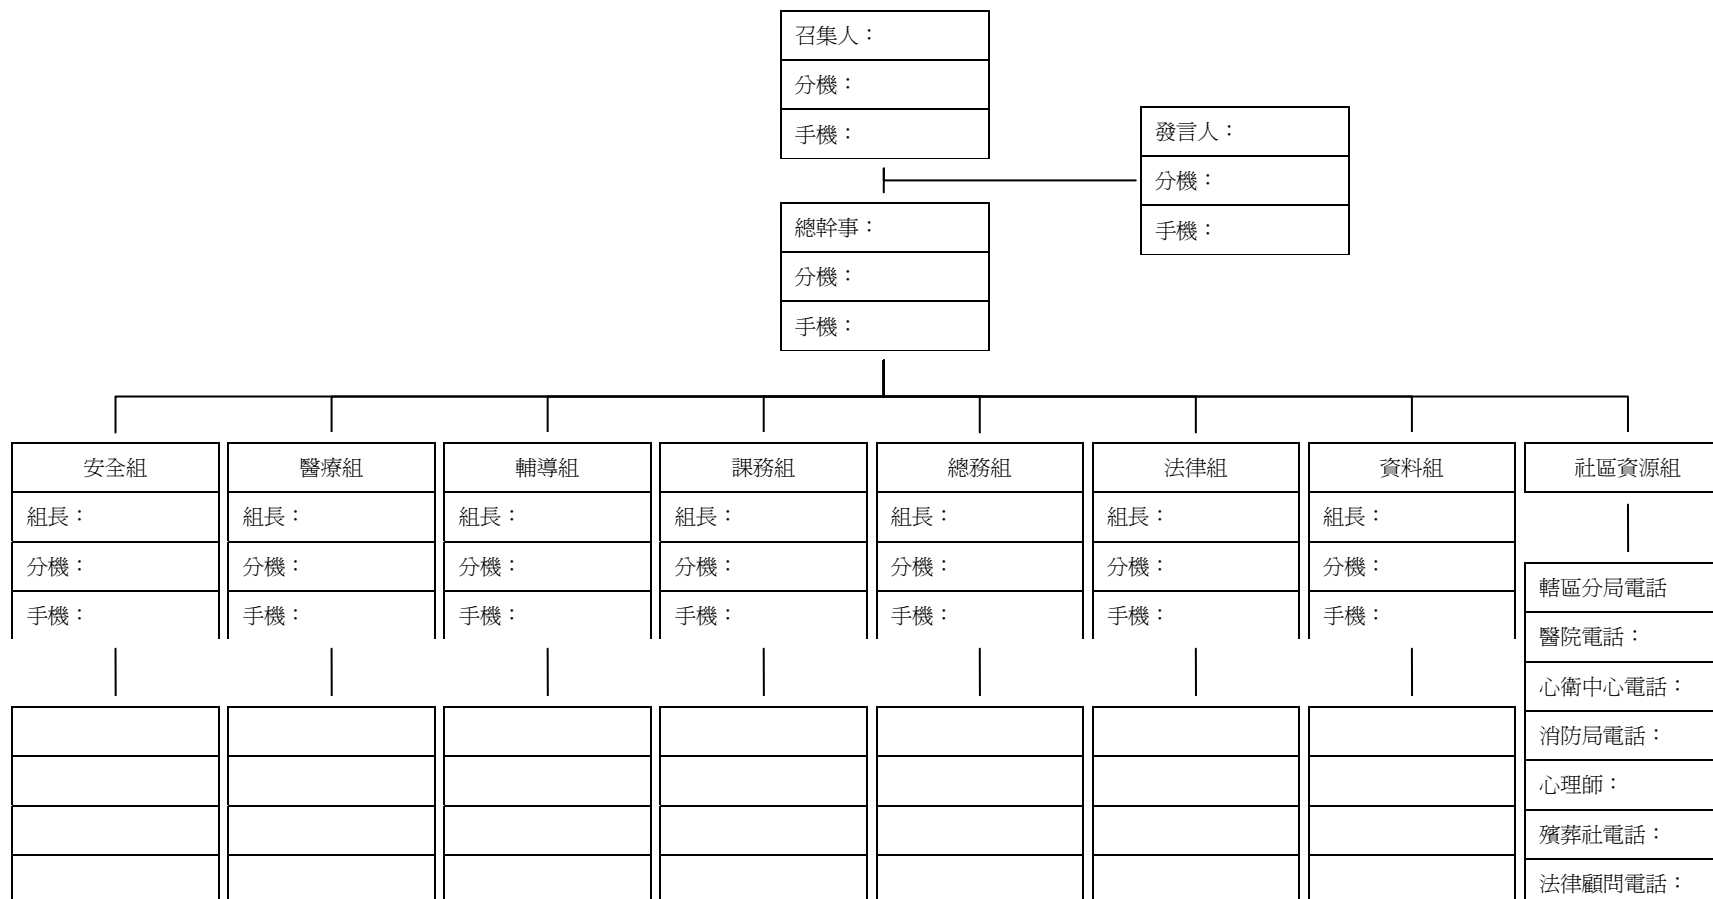 召集人：
分機：
手機：
發言人：
分機：
手機：
總幹事：
分機：
手機：
安全組
組長：
分機：
手機：
醫療組
組長：
分機：
手機：
輔導組
組長：
分機：
手機：
課務組
組長：
分機：
手機：
總務組
組長：
分機：
手機：
法律組
組長：
分機：
手機：
資料組
組長：
分機：
手機：
社區資源組
轄區分局電話
醫院電話：
心衛中心電話：
消防局電話：
心理師：
殯葬社電話：
法律顧問電話：